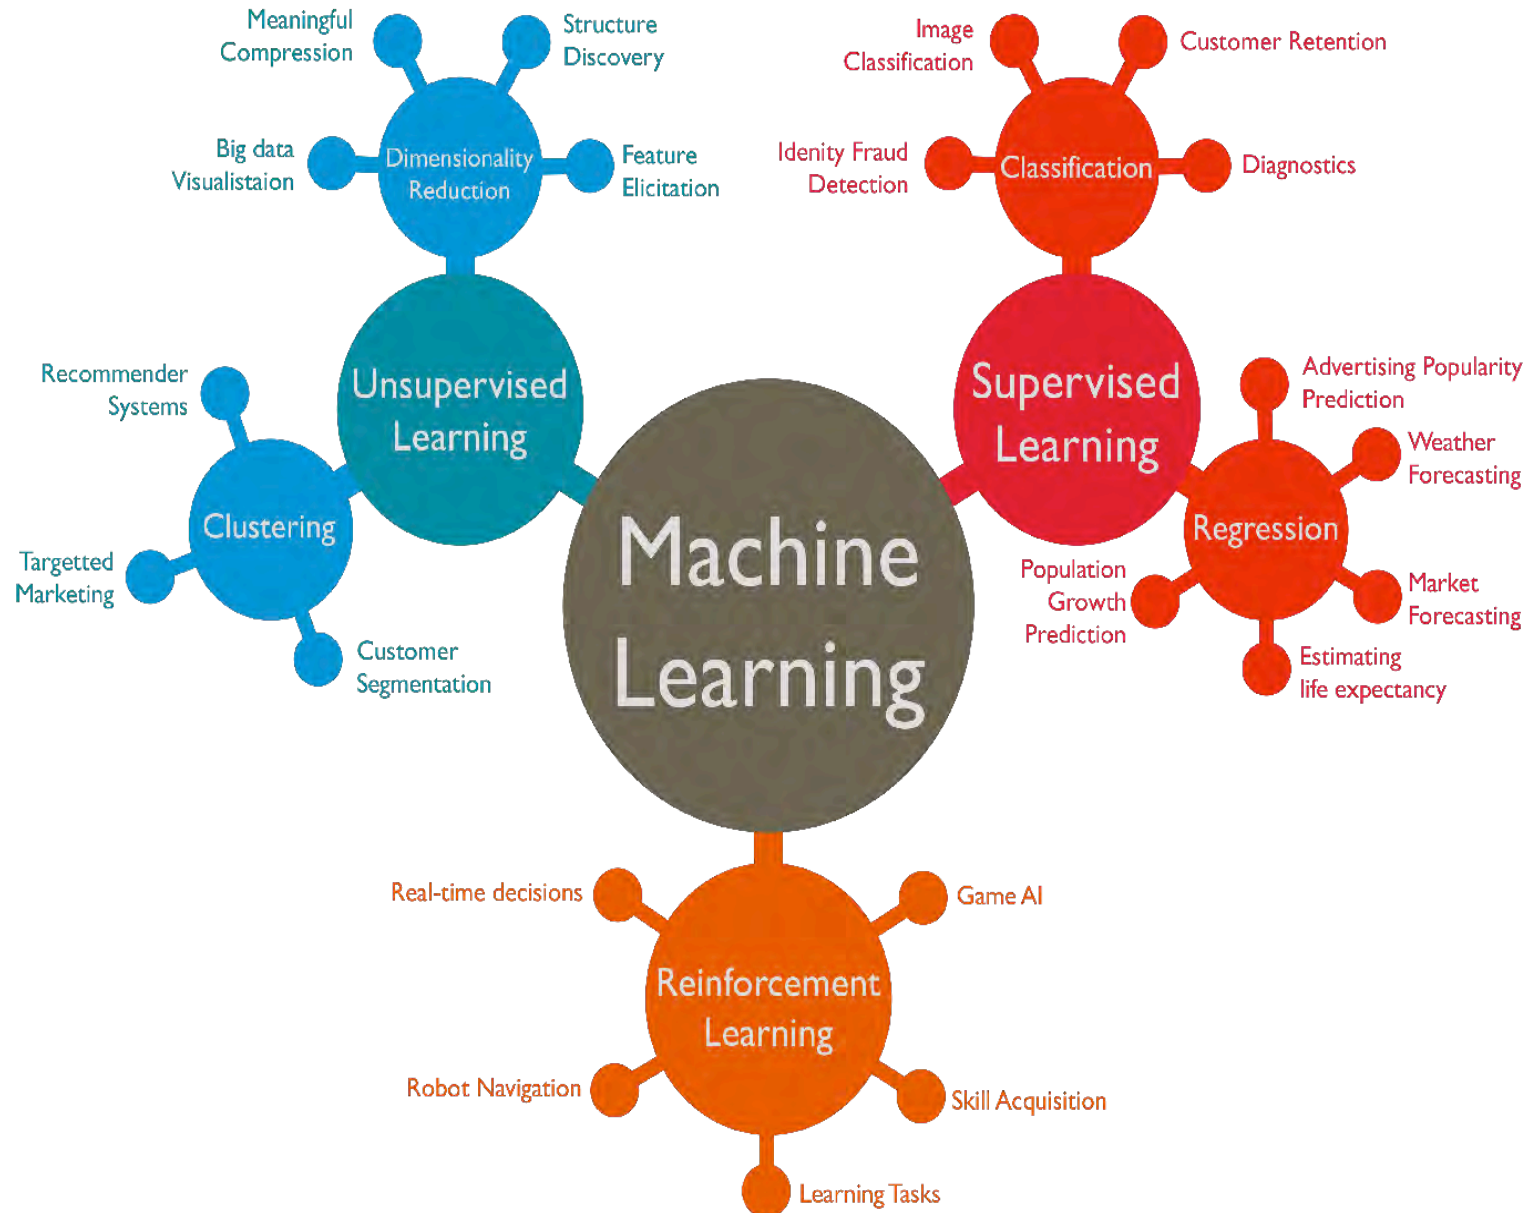 Meaningful
Compression
Structure
Discovery
Big data
Visualistaion
Dimensionality
Reduction
Feature
Elicitation
Image
Classification
Customer Retention
Idenity Fraud
Detection
Classification
Diagnostics
Unsupervised
Learning
Supervised
Learning
Recommender
Systems
Clustering
Targetted
Marketing
Customer
Segmentation
Advertising Popularity
Prediction
Weather
Forecasting
Regression
Population
Growth
Prediction
Market
Forecasting
Estimating
life expectancy
Machine
Learning
Real-time decisions
Game AI
Reinforcement
Learning
Robot Navigation
Skill Acquisition
Learning Tasks